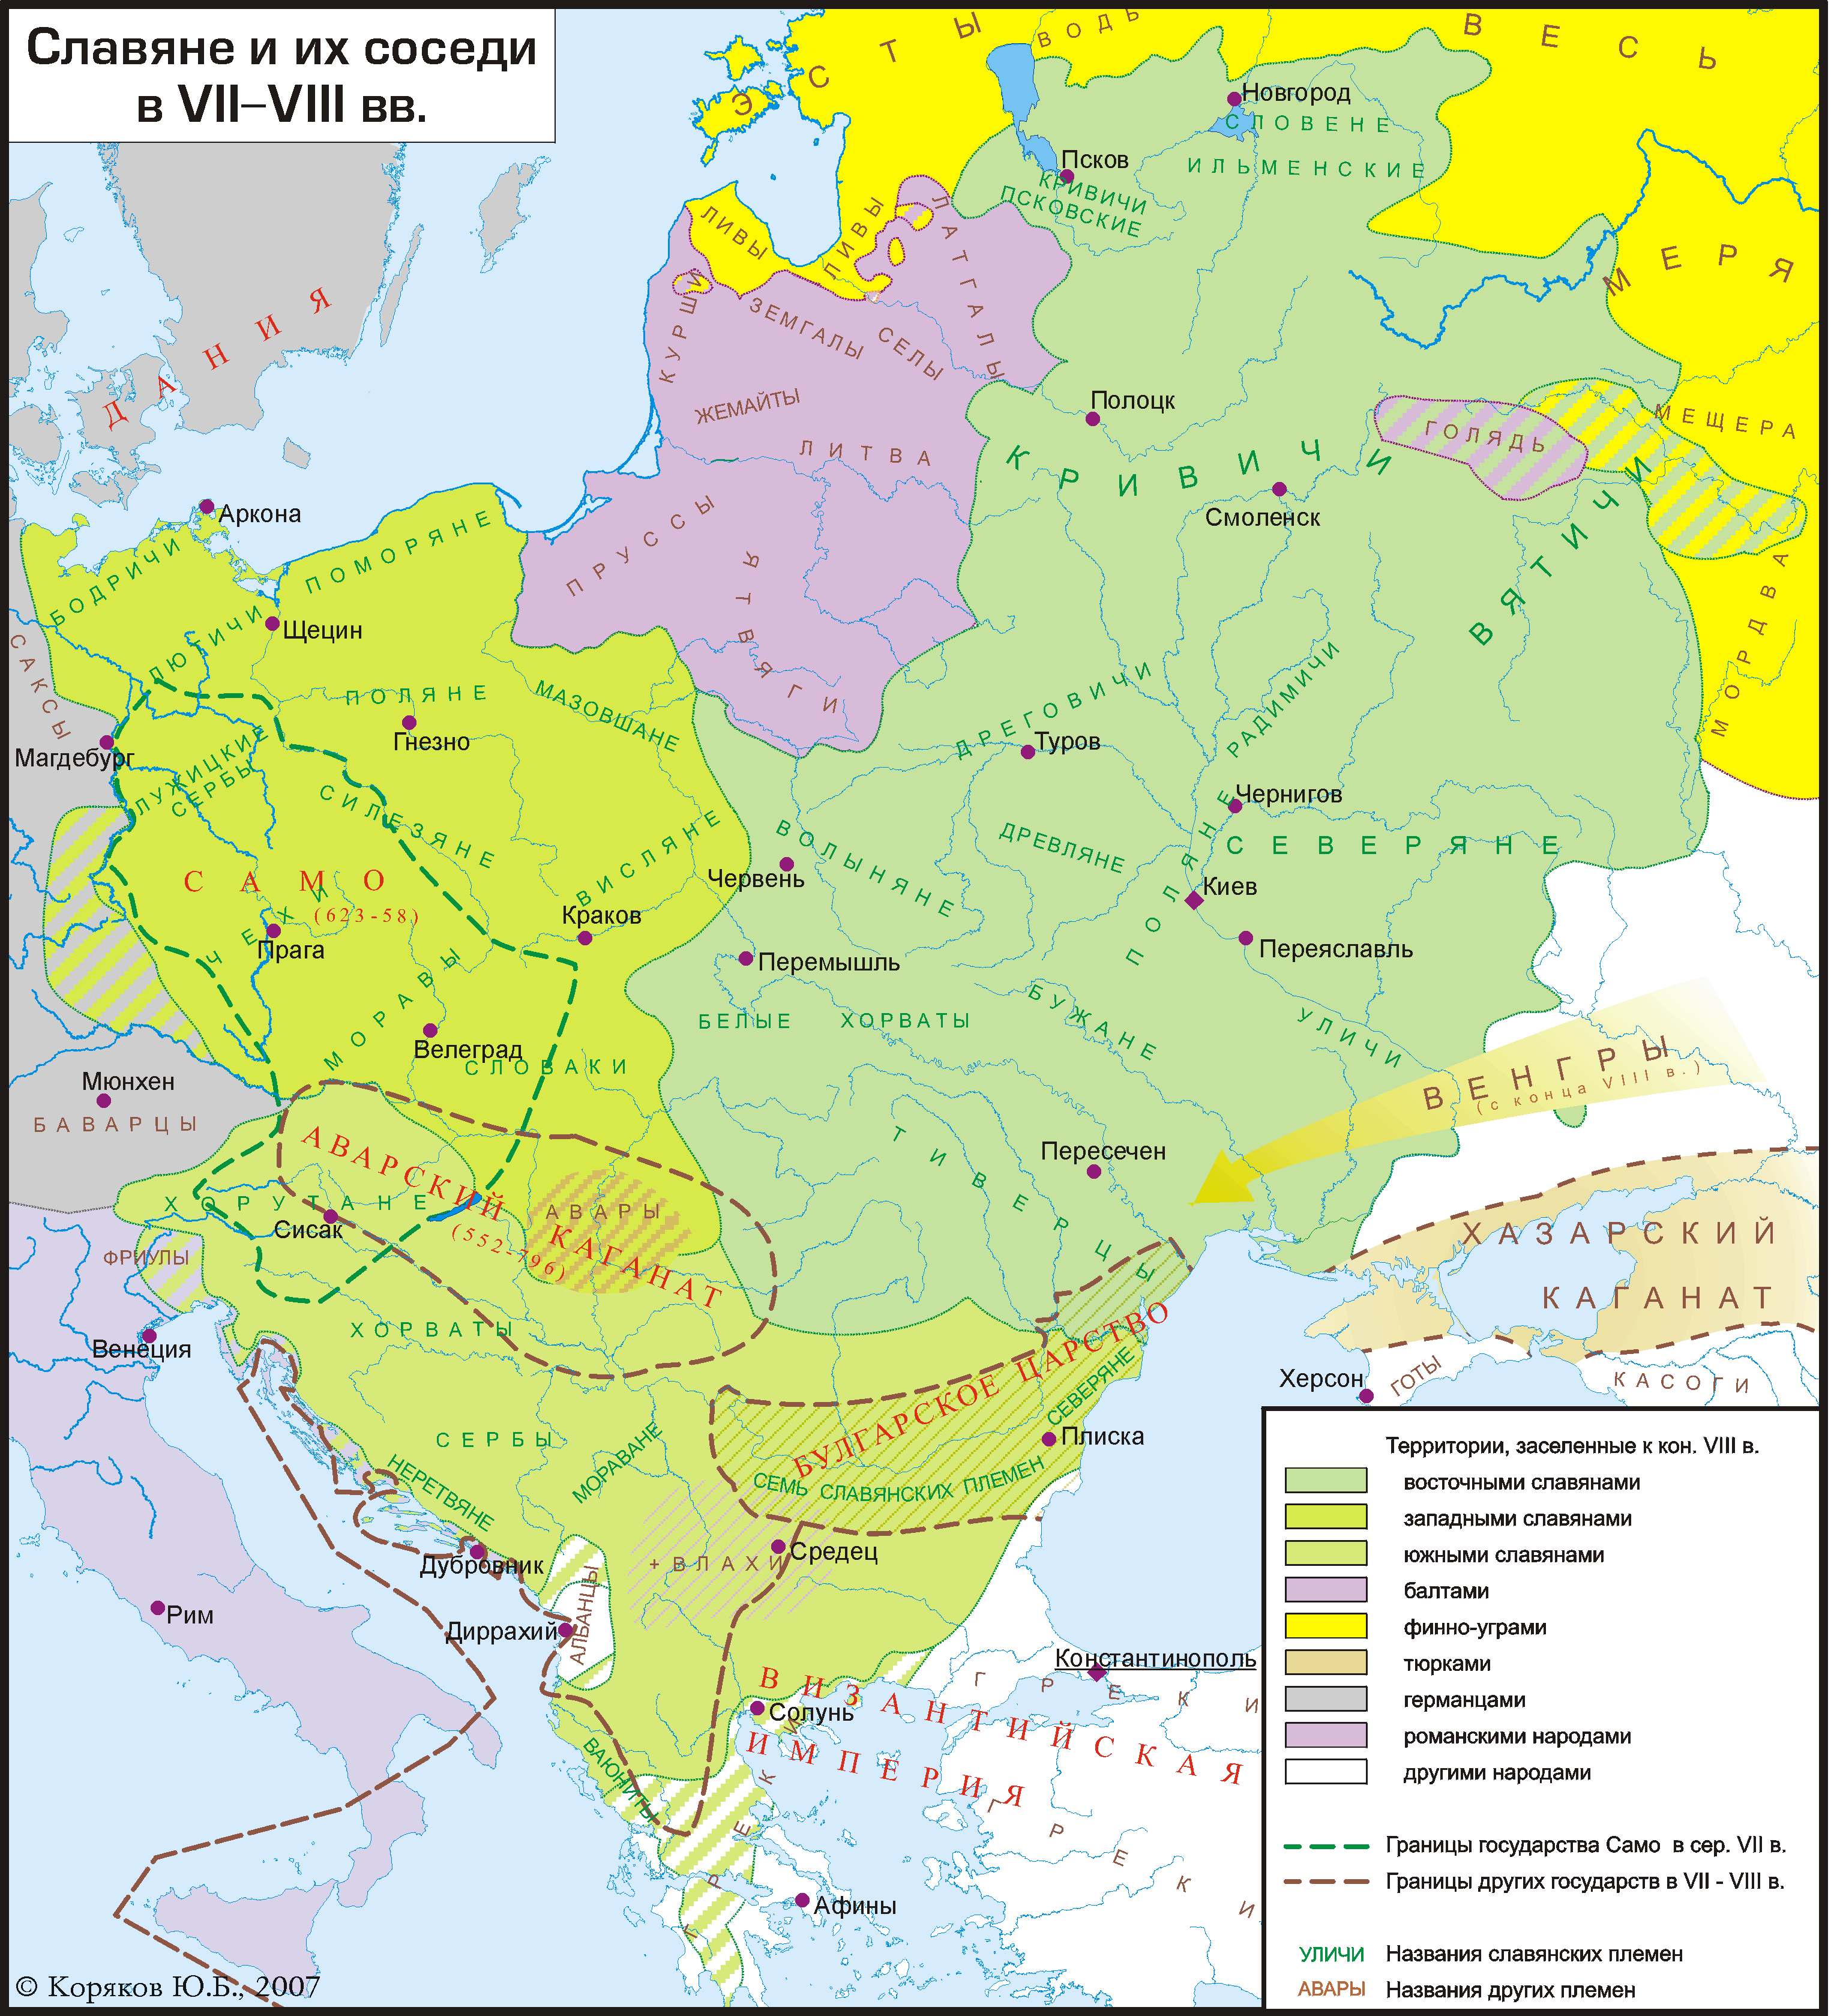 Славяне и их соседи
в VII–VIII вв.
ЭСТЫ
ВОДЬ
ВЕСЬ
Новгород
СЛОВЕНЕ
ИЛЬМЕНСКИЕ
Псков
КРИВИЧИ
ПСКОВСКИЕ
ЛИВЫ
ЛИВЫ
ЛАТГАЛЫ
МЕРЯ
ДАНИЯ
КУРШИ
ЗЕМГАЛЫ
СЕЛЫ
ЖЕМАЙТЫ
ЛИТВА
Полоцк
КРИВИЧИ
ГОЛЯДЬ
МЕЩЕРА
Смоленск
ВЯТИЧИ
МОРДВА
Аркона
БОДРИЧИ
ПОМОРЯНЕ
ПРУССЫ
ЯТВЯГИ
САКСЫ
ЛЮТИЧИ
Щецин
ПОЛЯНЕ
МАЗОВШАНЕ
Гнезно
ДРЕГОВИЧИ
РАДИМИЧИ
Туров
Магдебург
ЛУЖИЦКИЕ
СЕРБЫ
СИЛЕЗЯНЕ
Чернигов
СЕВЕРЯНЕ
ВОЛЫНЯНЕ
ДРЕВЛЯНЕ
ПОЛЯНЕ
ВИСЛЯНЕ
Червень
САМО
(623-58)
ЧЕХИ
Прага
Краков
Киев
Переяславль
Перемышль
МОРАВЫ
Велеград
СЛОВАКИ
БЕЛЫЕ ХОРВАТЫ
БУЖАНЕ
УЛИЧИ
ВЕНГРЫ
(с конца VIII в.)
Мюнхен
БАВАРЦЫ
АВАРСКИЙ
КАГАНАТ
(552-796)
АВАРЫ
ХОРУТАНЕ
Сисак
ТИВЕРЦЫ
Пересечен
ХАЗАРСКИЙ
КАГАНАТ
ФРИУЛЫ
Венеция
ХОРВАТЫ
Херсон
ГОТЫ
КАСОГИ
БУЛГАРСКОЕ ЦАРСТВО
СЕВЕРЯНЕ
Плиска
СЕМЬ СЛАВЯНСКИХ ПЛЕМЕН
СЕРБЫ
МОРАВАНЕ
НЕРЕТВЯНЕ
Дубровник
+ВЛАХИ
Средец
Рим
Диррахий
АЛЬБАНЦЫ
Константинополь
ГРЕКИ
ВИЗАНТИЙСКАЯ
ИМПЕРИЯ
Солунь
ВАЮНИТЫ
ГРЕКИ
ГРЕКИ
Афины
© Коряков Ю.Б., 2007
Территории, заселенные к кон. VIII в.
восточными славянами
западными славянами
южными славянами
балтами
финно-уграми
тюрками
германцами
романскими народами
другими народами
Границы государства Само в сер. VII в.
Границы других государств в VII - VIII в.
УЛИЧИ Названия славянских племен
АВАРЫ Названия других племен